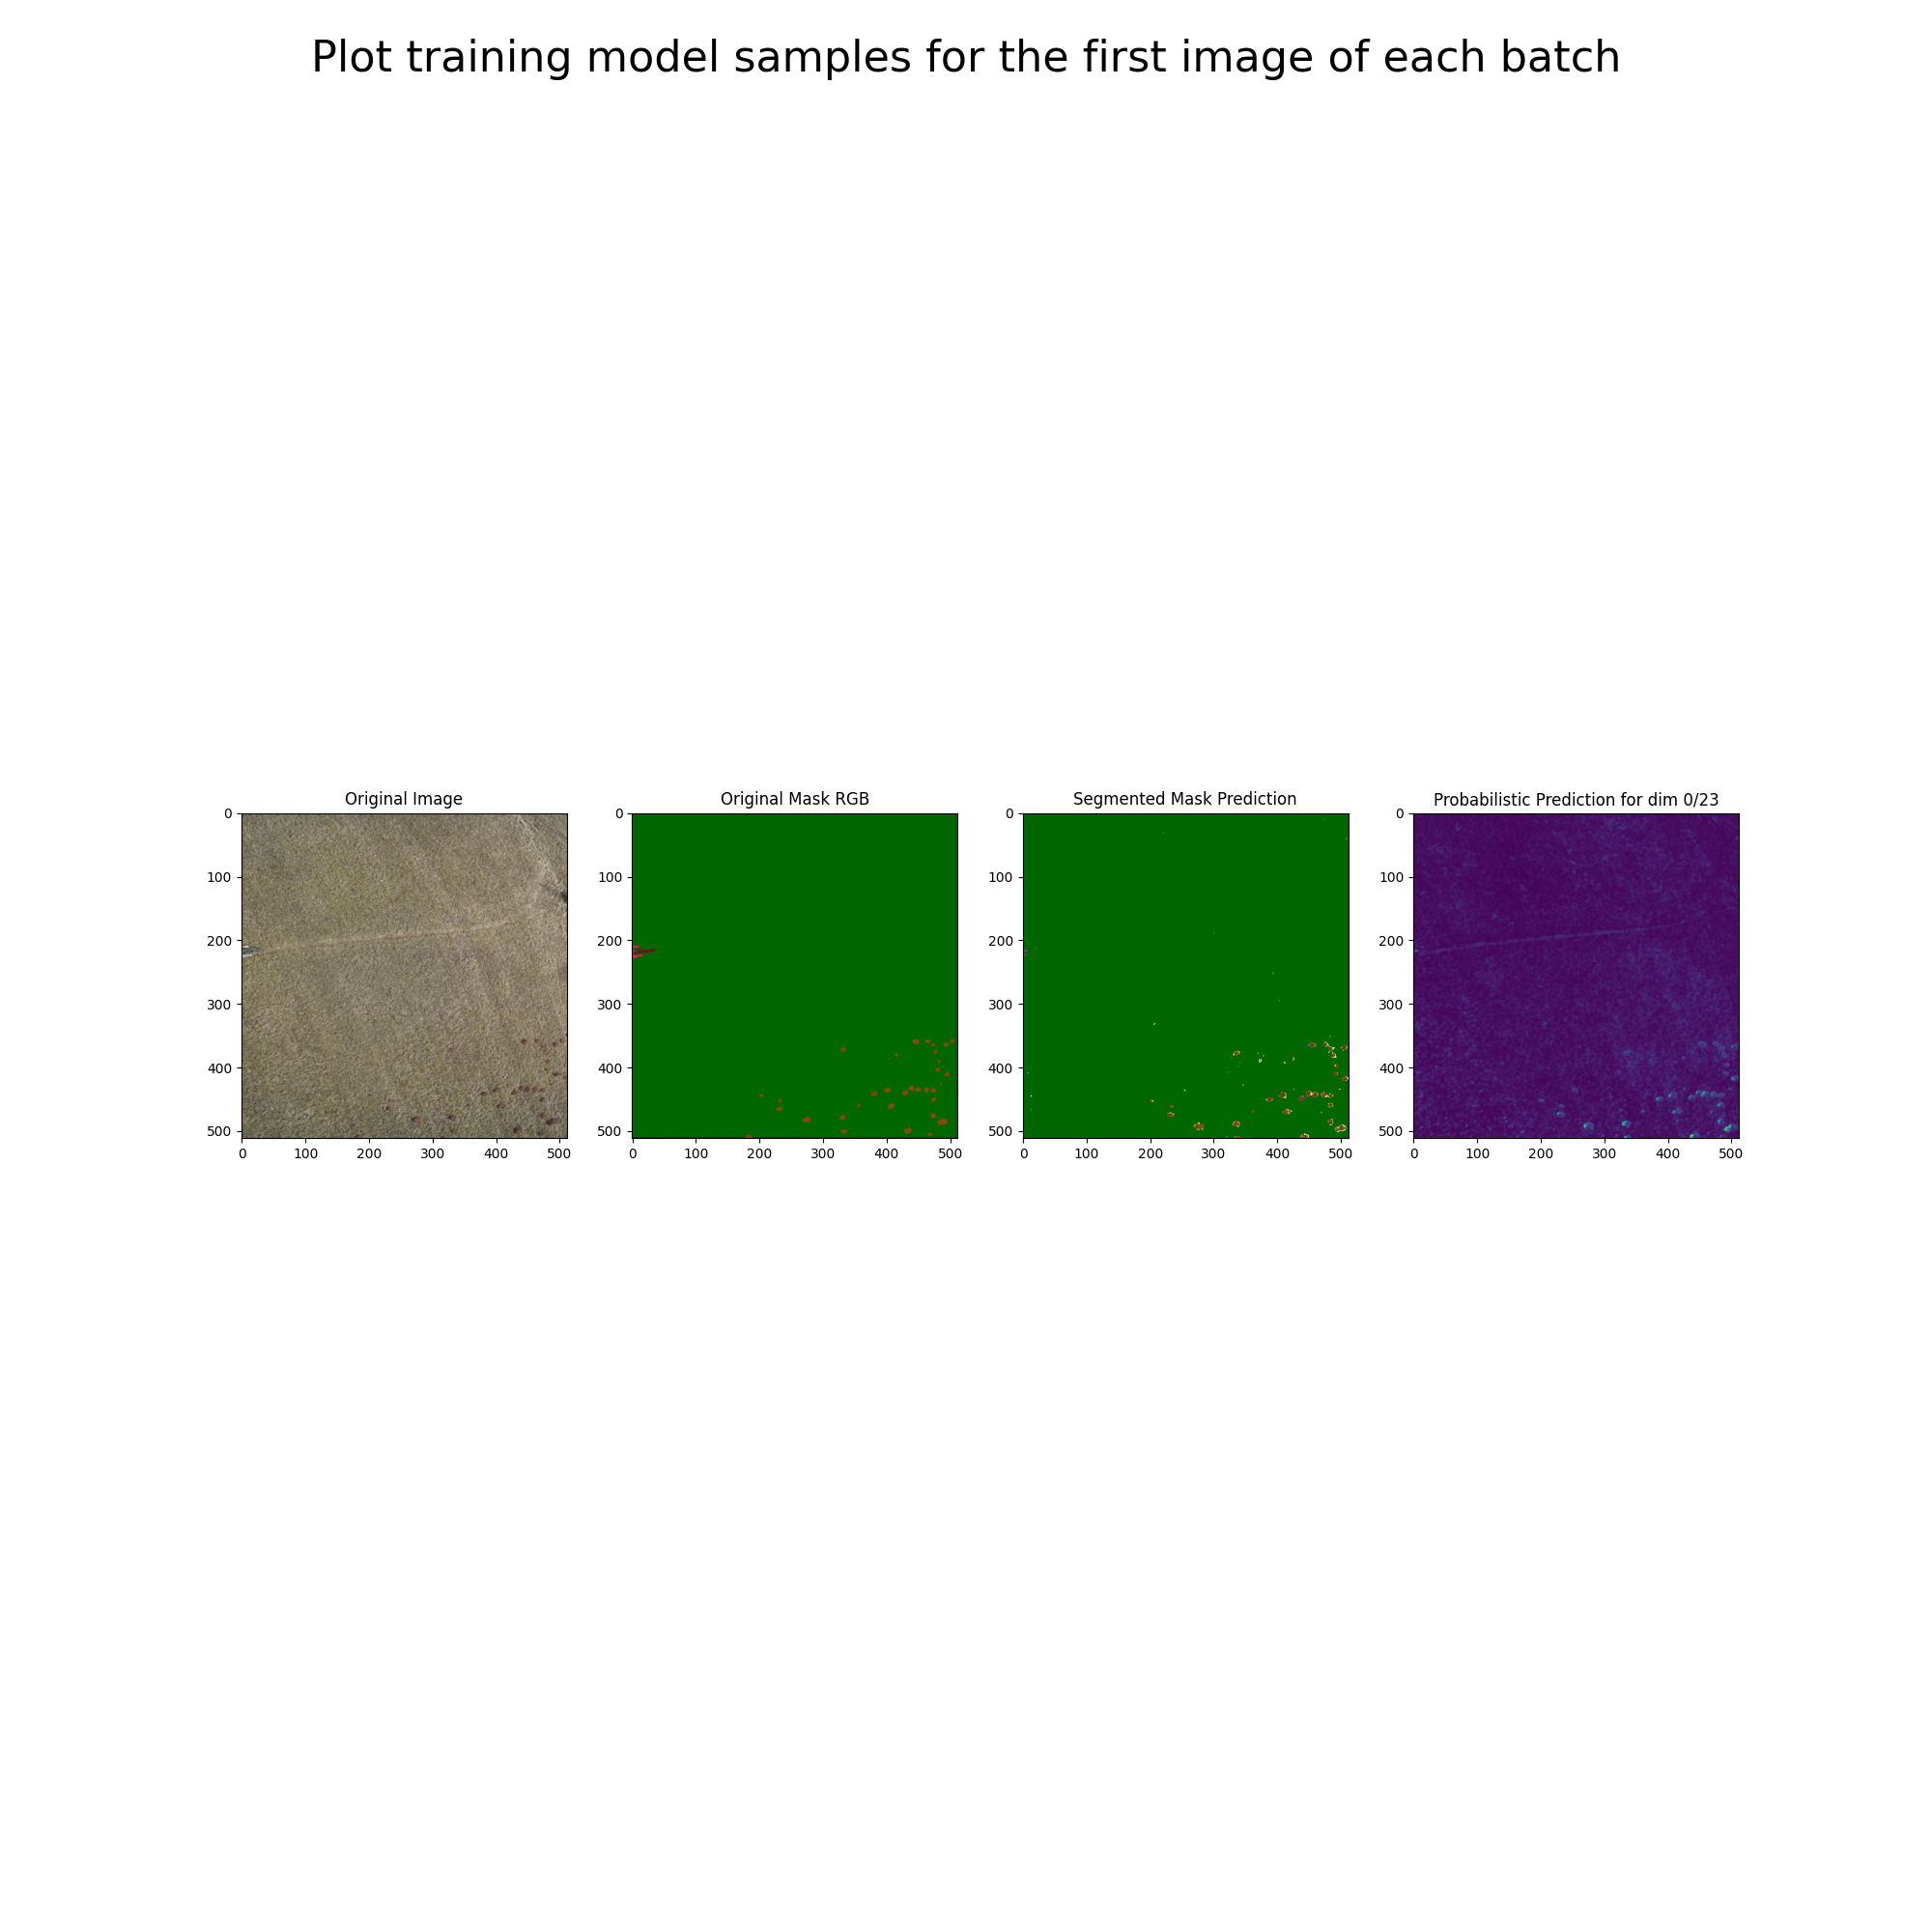 Plot training model samples for the first image of each batch
Original Image
Original Mask RGB
Segmented Mask Prediction
Probabilistic Prediction for dim 0/23
0
100
200
300
400
500
0 100 200 300 400 500
0
100
200
300
400
500
0 100 200 300 400 500
0
100
200
300
400
500
0 100 200 300 400 500
0
100
200
300
400
500
0 100 200 300 400 500